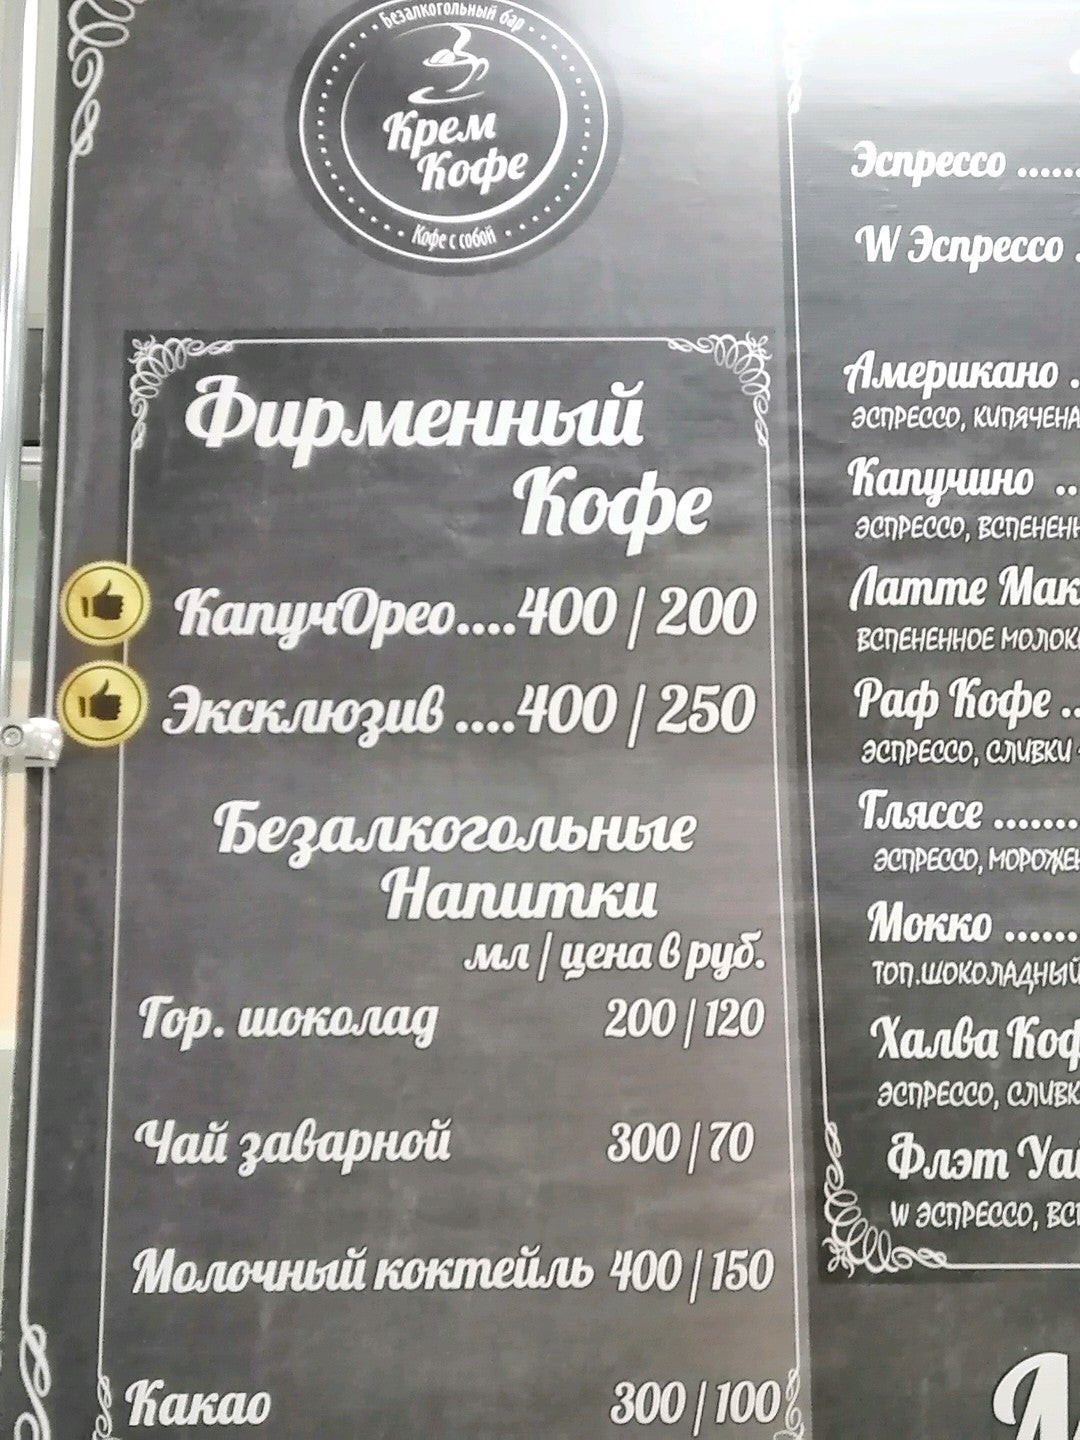 Безалкогольный бар
Крем
Кофе
Кофе с собой
Фирменный
Кофе
КапучОрео....400 / 200
Эксклюзив ....400 / 250
Безалкогольные
Напитки
мл / цена в руб.
Гор. шоколад 200 / 120
Чай заварной 300 / 70
Молочный коктейль 400 / 150
Какао 300 / 100
Эспрессо ......
W Эспрессо .
Американо .
ЭСПРЕССО, КИПЯЧЕНА
Капучино ..
ЭСПРЕССО, ВСПЕНЕНН
Латте Мак
ВСПЕНЕННОЕ МОЛОК
Раф Кофе ..
ЭСПРЕССО, СЛИВКИ
Гляссе ........
ЭСПРЕССО, МОРОЖЕН
Мокко .......
ТОП.ШОКОЛАДНЫЙ
Халва Коф
ЭСПРЕССО, СЛИВК
Флэт Уай
W ЭСПРЕССО, ВСП